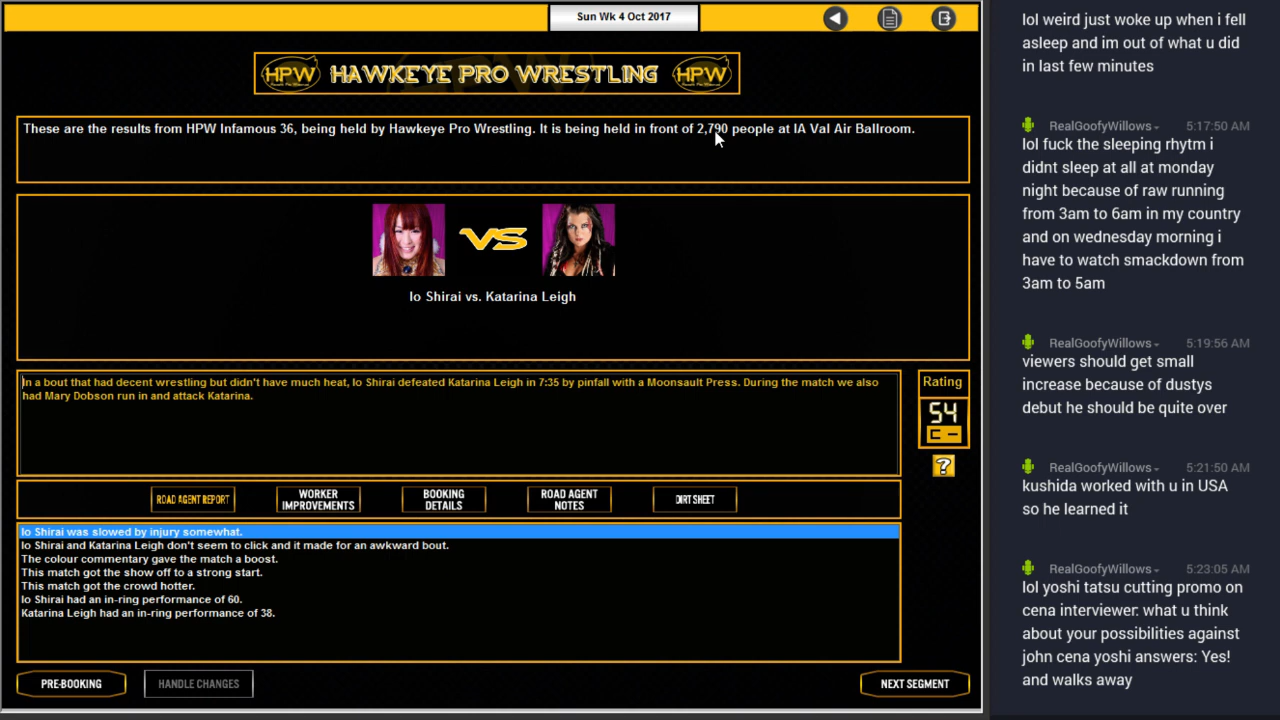 Sun Wk 4 Oct 2017
HPW HAWKEYE PRO WRESTLING HPW
These are the results from HPW Infamous 36, being held by Hawkeye Pro Wrestling. It is being held in front of 2,790 people at IA Val Air Ballroom.
VS
Io Shirai vs. Katarina Leigh
In a bout that had decent wrestling but didn't have much heat, Io Shirai defeated Katarina Leigh in 7:35 by pinfall with a Moonsault Press. During the match we also
had Mary Dobson run in and attack Katarina.
Rating
54
C -
?
ROAD AGENT REPORT
WORKER
IMPROVEMENTS
BOOKING
DETAILS
ROAD AGENT
NOTES
DIRT SHEET
Io Shirai was slowed by injury somewhat.
Io Shirai and Katarina Leigh don't seem to click and it made for an awkward bout.
The colour commentary gave the match a boost.
This match got the show off to a strong start.
This match got the crowd hotter.
Io Shirai had an in-ring performance of 60.
Katarina Leigh had an in-ring performance of 38.
PRE-BOOKING
HANDLE CHANGES
NEXT SEGMENT
lol weird just woke up when i fell
asleep and im out of what u did
in last few minutes
RealGoofyWillows 5:17:50 AM
lol fuck the sleeping rhytm i
didnt sleep at all at monday
night because of raw running
from 3am to 6am in my country
and on wednesday morning i
have to watch smackdown from
3am to 5am
RealGoofyWillows 5:19:56 AM
viewers should get small
increase because of dustys
debut he should be quite over
RealGoofyWillows 5:21:50 AM
kushida worked with u in USA
so he learned it
RealGoofyWillows 5:23:05 AM
lol yoshi tatsu cutting promo on
cena interviewer: what u think
about your possibilities against
john cena yoshi answers: Yes!
and walks away